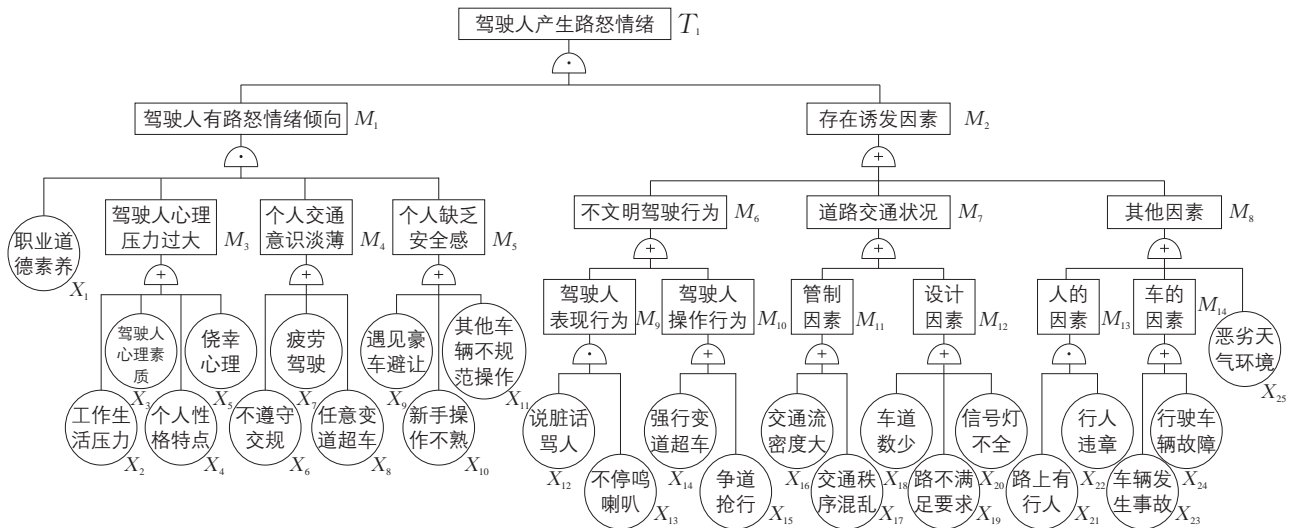 驾驶人产生路怒情绪 T₁
驾驶人有路怒情绪倾向 M₁
存在诱发因素 M₂
职业道
德素养
X₁
驾驶人心理
压力过大
M₃
个人交通
意识淡薄
M₄
个人缺乏
安全感
M₅
不文明驾驶行为 M₆
道路交通状况 M₇
其他因素 M₈
驾驶人
表现行为
M₉
驾驶人
操作行为
M₁₀
管制
因素
M₁₁
设计
因素
M₁₂
人的
因素
M₁₃
车的
因素
M₁₄
恶劣天
气环境
X₂₅
工作生
活压力
X₂
驾驶人
心理素
质
X₃
个人性
格特点
X₄
侥幸
心理
X₅
不遵守
交规
X₆
疲劳
驾驶
X₇
任意变
道超车
X₈
遇见豪
车避让
X₉
新手操
作不熟
X₁₀
其他车
辆不规
范操作
X₁₁
说脏话
骂人
X₁₂
不停鸣
喇叭
X₁₃
强行变
道超车
X₁₄
争道
抢行
X₁₅
交通流
密度大
X₁₆
交通秩
序混乱
X₁₇
车道
数少
X₁₈
路不满
足要求
X₁₉
信号灯
不全
X₂₀
路上有
行人
X₂₁
行人
违章
X₂₂
车辆发
生事故
X₂₃
行驶车
辆故障
X₂₄